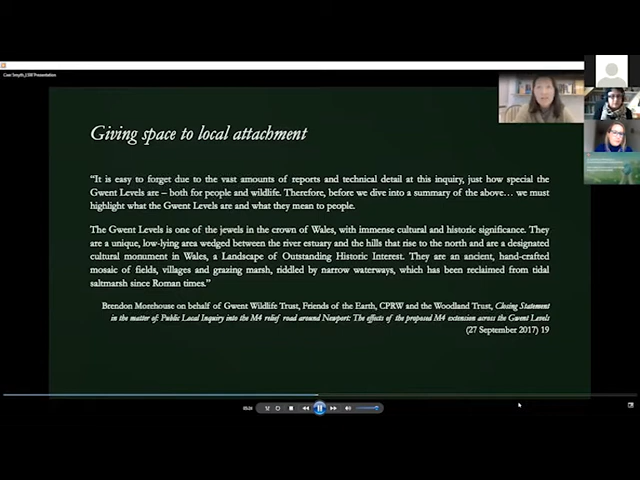 Giving space to local attachment
“It is easy to forget due to the vast amounts of reports and technical detail at this inquiry, just how special the
Gwent Levels are – both for people and wildlife. Therefore, before we dive into a summary of the above… we must
highlight what the Gwent Levels are and what they mean to people.
The Gwent Levels is one of the jewels in the crown of Wales, with immense cultural and historic significance. They
are a unique, low-lying area wedged between the river estuary and the hills that rise to the north and are a designated
cultural monument in Wales, a Landscape of Outstanding Historic Interest. They are an ancient, hand-crafted
mosaic of fields, villages and grazing marsh, riddled by narrow waterways, which has been reclaimed from tidal
saltmarsh since Roman times.”
Brendon Morehouse on behalf of Gwent Wildlife Trust, Friends of the Earth, CPRW and the Woodland Trust, Closing Statement
in the matter of: Public Local Inquiry into the M4 relief road around Newport: The effects of the proposed M4 extension across the Gwent Levels
(27 September 2017) 19